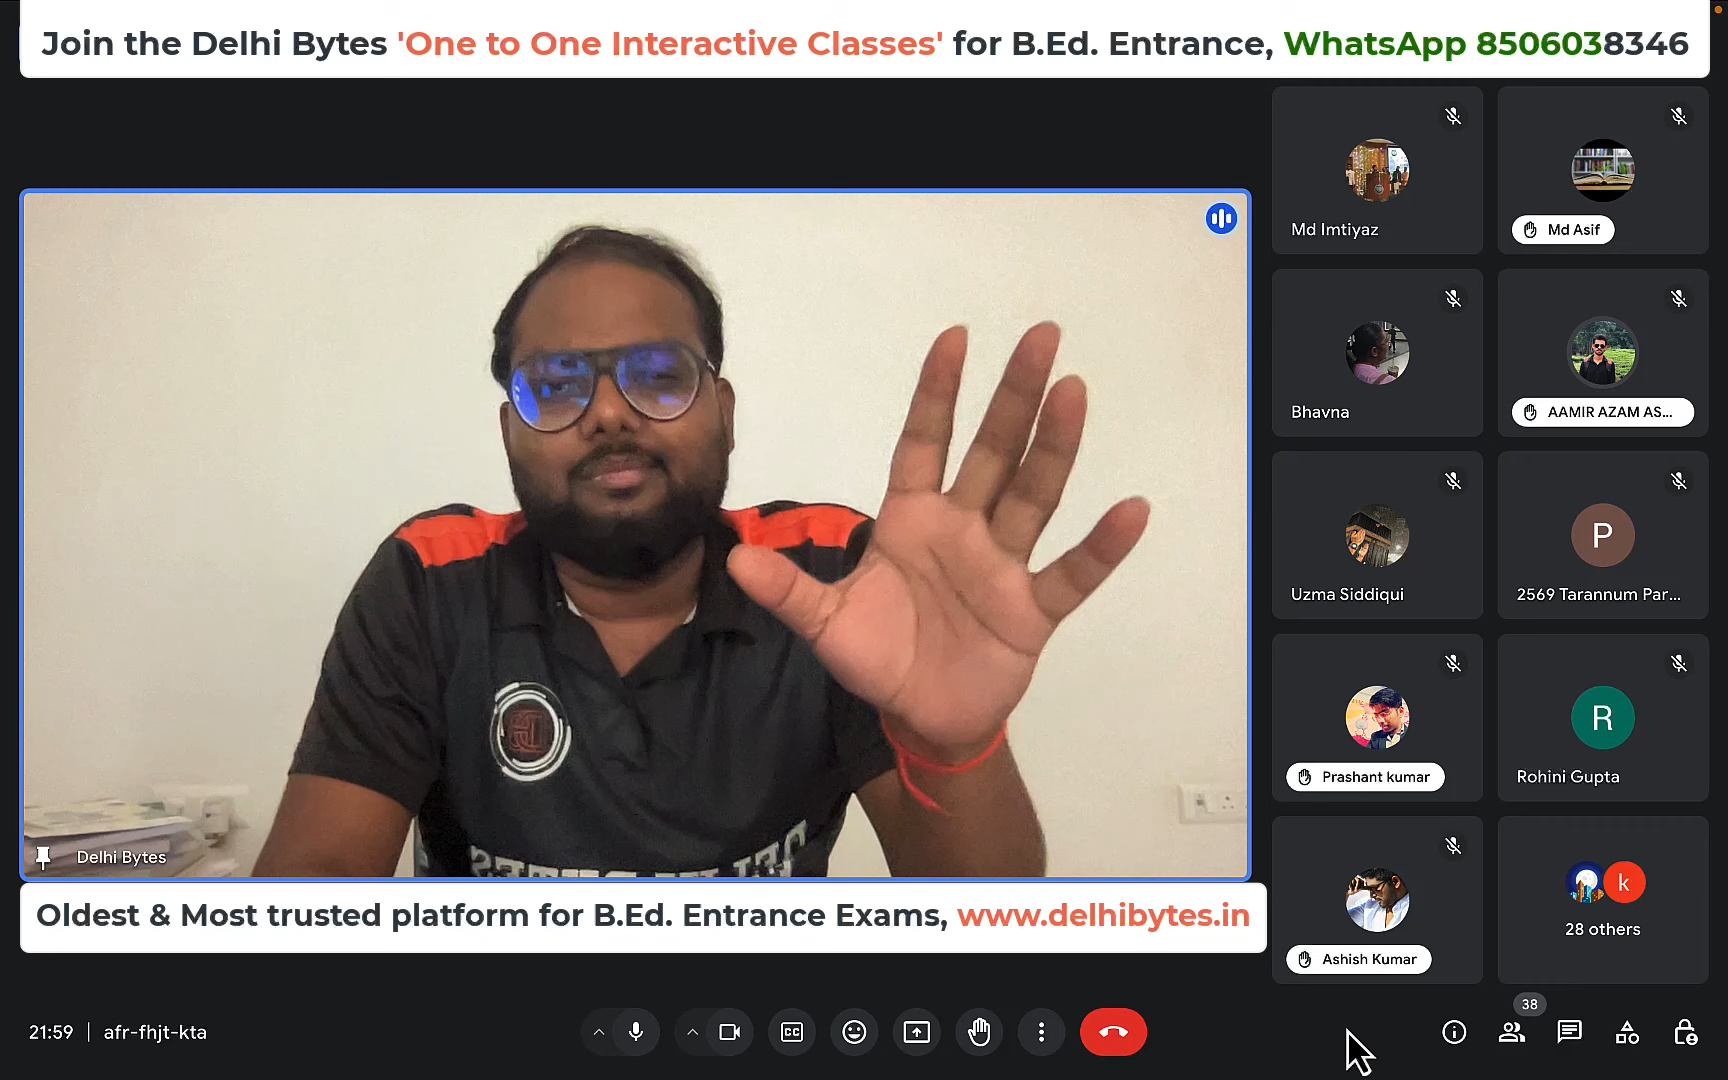 Join the Delhi Bytes 'One to One Interactive Classes' for B.Ed. Entrance, WhatsApp 8506038346
Md Imtiyaz
Md Asif
Bhavna
AAMIR AZAM AS...
Uzma Siddiqui
P
2569 Tarannum Par...
Prashant kumar
R
Rohini Gupta
Ashish Kumar
k
28 others
Delhi Bytes
Oldest & Most trusted platform for B.Ed. Entrance Exams, www.delhibytes.in
21:59 | afr-fhjt-kta
CC
38